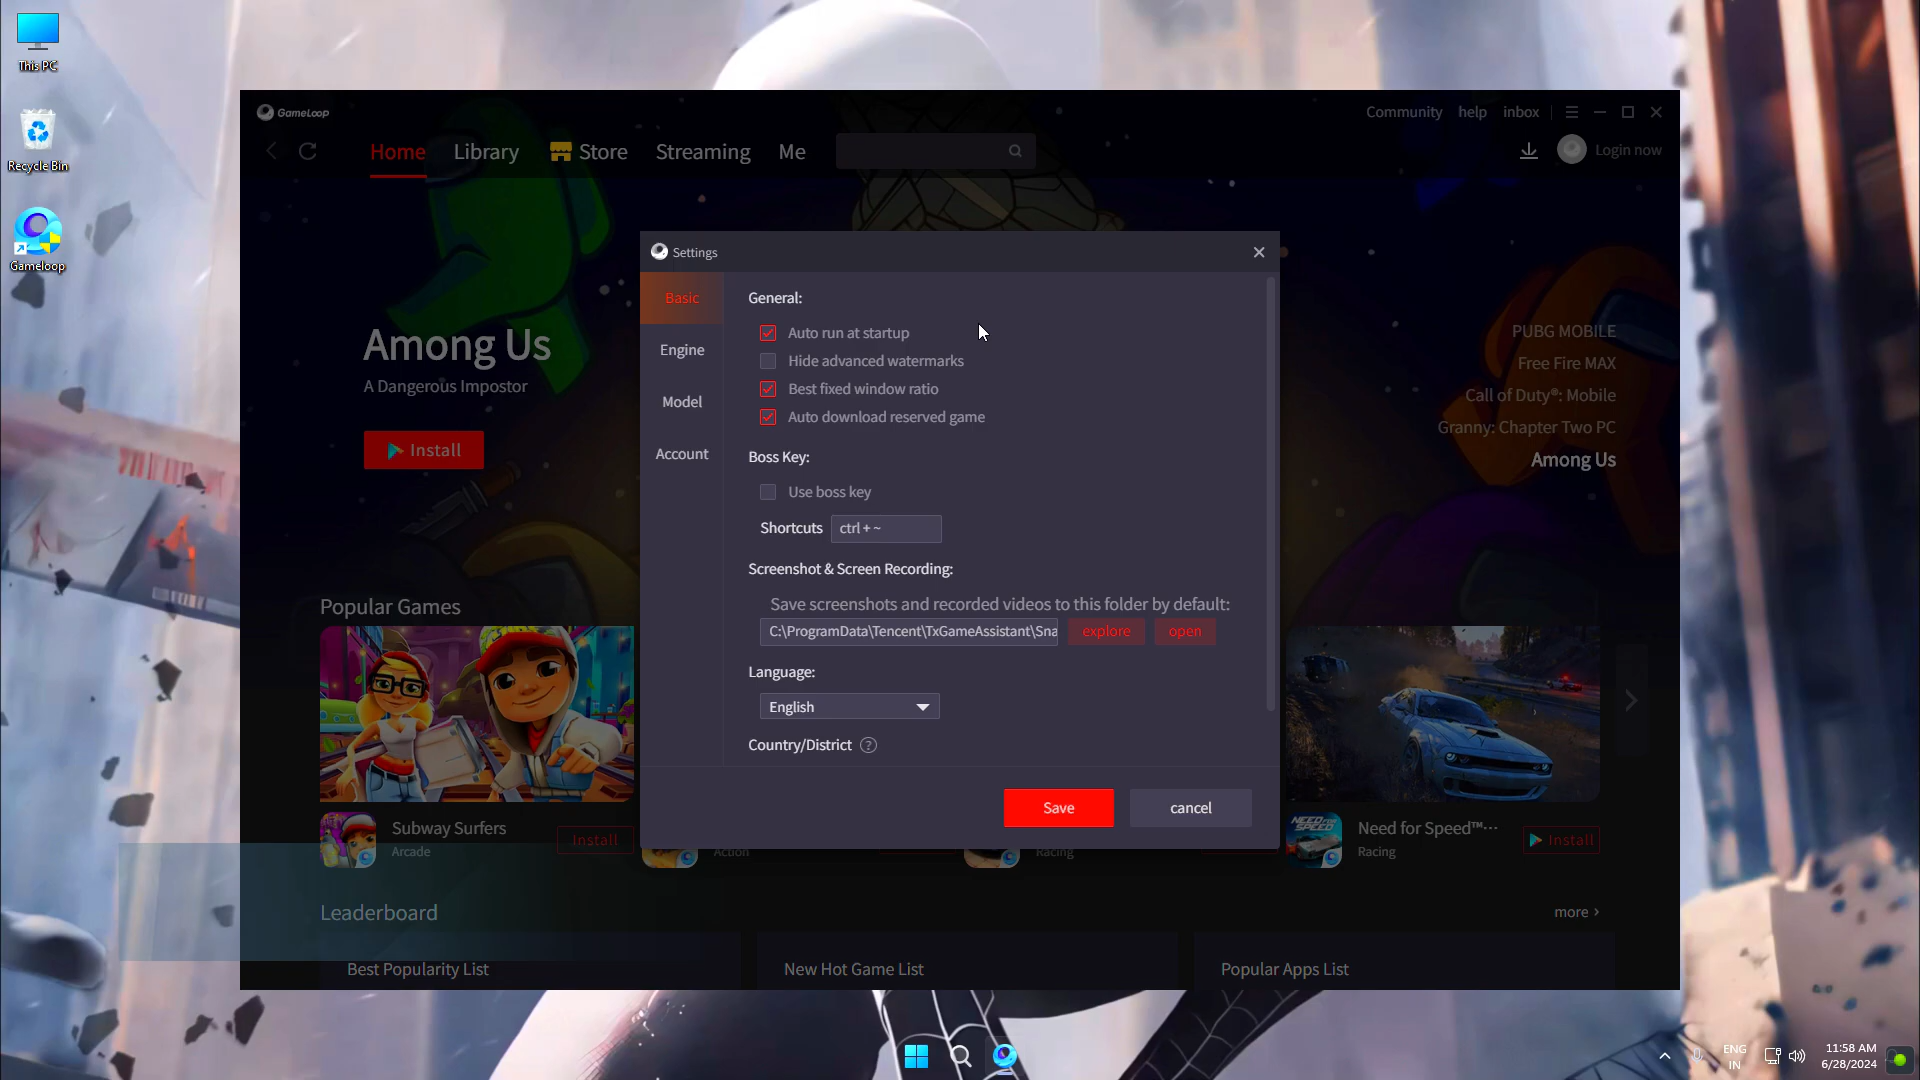 This PC
Recycle Bin
Gameloop
GameLoop
Community help inbox
Home Library Store Streaming Me
Login now
Among Us
A Dangerous Impostor
Install
PUBG MOBILE
Free Fire MAX
Call of Duty®: Mobile
Granny: Chapter Two PC
Among Us
Settings
Basic
Engine
Model
Account
General:
Auto run at startup
Hide advanced watermarks
Best fixed window ratio
Auto download reserved game
Boss Key:
Use boss key
Shortcuts ctrl + ~
Screenshot & Screen Recording:
Save screenshots and recorded videos to this folder by default:
C:\ProgramData\Tencent\TxGameAssistant\Sna explore open
Language:
English
Country/District ?
Save cancel
Popular Games
Subway Surfers
Arcade
Install
Action
Racing
NEED FOR SPEED
Need for Speed™···
Racing
Install
Leaderboard
more >
Best Popularity List
New Hot Game List
Popular Apps List
ENG
IN
11:58 AM
6/28/2024